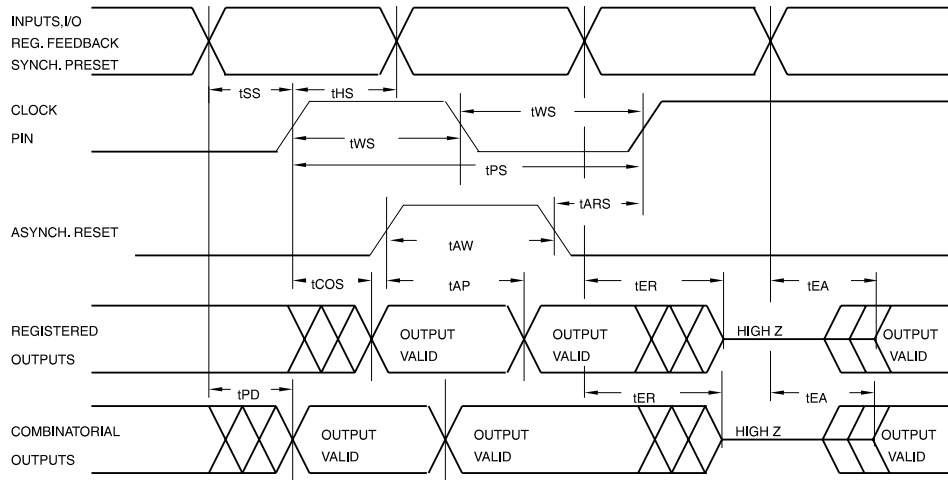 INPUTS,I/O
REG. FEEDBACK
SYNCH. PRESET
tSS
tHS
CLOCK
PIN
tWS
tWS
tPS
tARS
ASYNCH. RESET
tAW
tCOS
tAP
tER
tEA
REGISTERED
OUTPUTS
OUTPUT
VALID
OUTPUT
VALID
HIGH Z
OUTPUT
VALID
tPD
tER
tEA
COMBINATORIAL
OUTPUTS
OUTPUT
VALID
OUTPUT
VALID
HIGH Z
OUTPUT
VALID